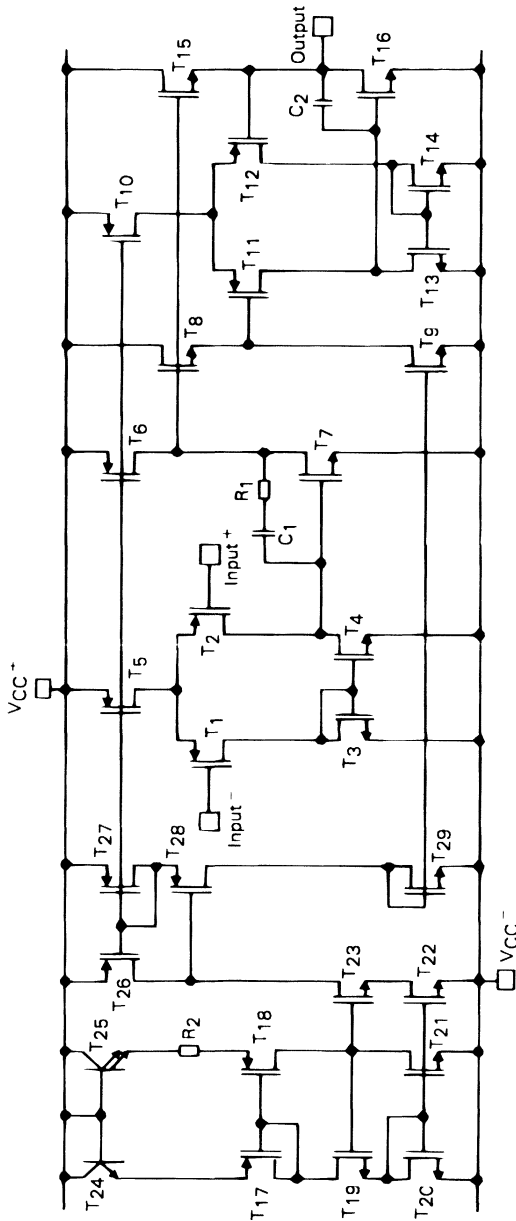 VCC+
T24
T25
T26
T27
T5
T6
T10
T28
T8
T15
R2
T1
T2
Input−
Input+
T17
T18
C1
R1
T11
T12
Output
C2
T19
T23
T3
T4
T7
T16
T2C
T21
T22
T29
T9
T13
T14
VCC−